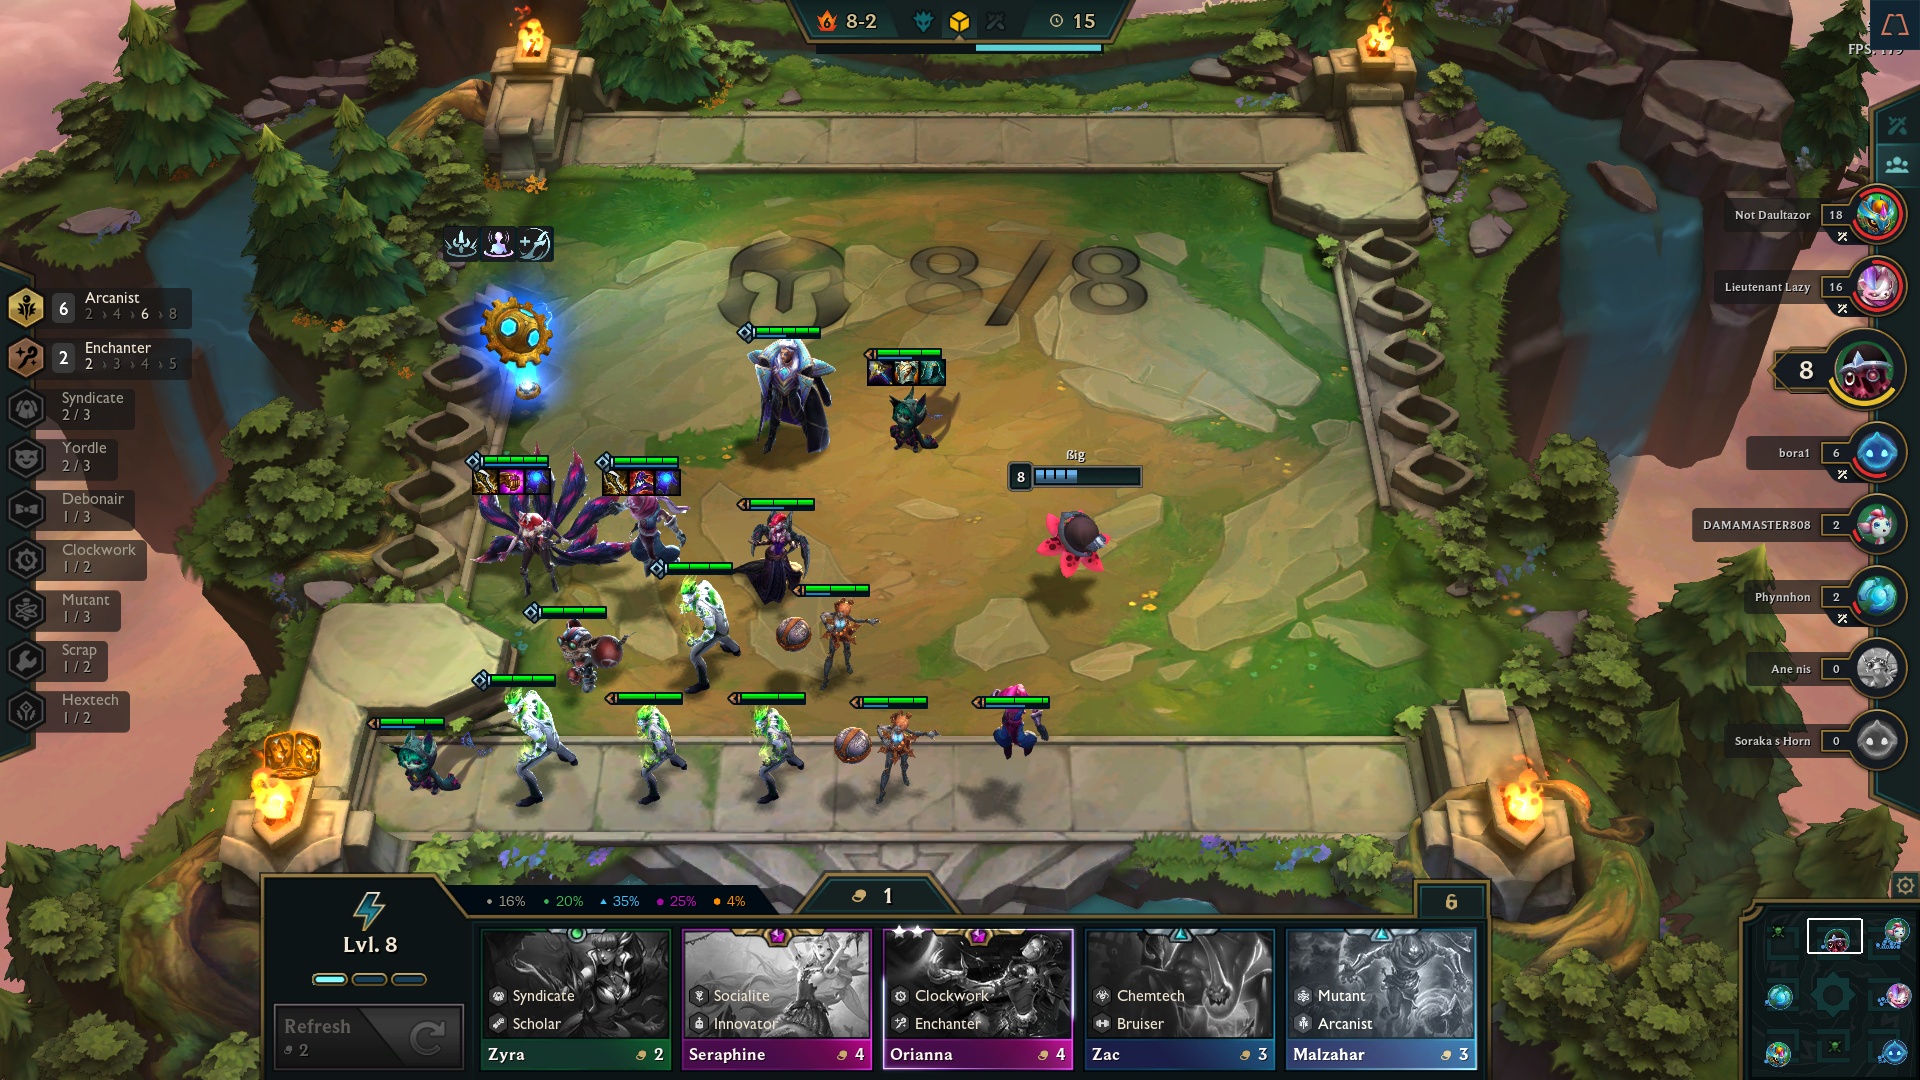 8-2
15
FPS: 119
8/8
Arcanist
6
2 › 4 › 6 › 8
Enchanter
2
2 › 3 › 4 › 5
Syndicate
2 / 3
Yordle
2 / 3
Debonair
1 / 3
Clockwork
1 / 2
Mutant
1 / 3
Scrap
1 / 2
Hextech
1 / 2
ßig
8
Not Daultazor 18
Lieutenant Lazy 16
8
bora1 6
DAMAMASTER808 2
Phynnhon 2
Ane nis 0
Soraka s Horn 0
16% 20% 35% 25% 4%
1
6
Lvl. 8
Refresh
2
Syndicate
Scholar
Zyra 2
Socialite
Innovator
Seraphine 4
Clockwork
Enchanter
Orianna 4
Chemtech
Bruiser
Zac 3
Mutant
Arcanist
Malzahar 3